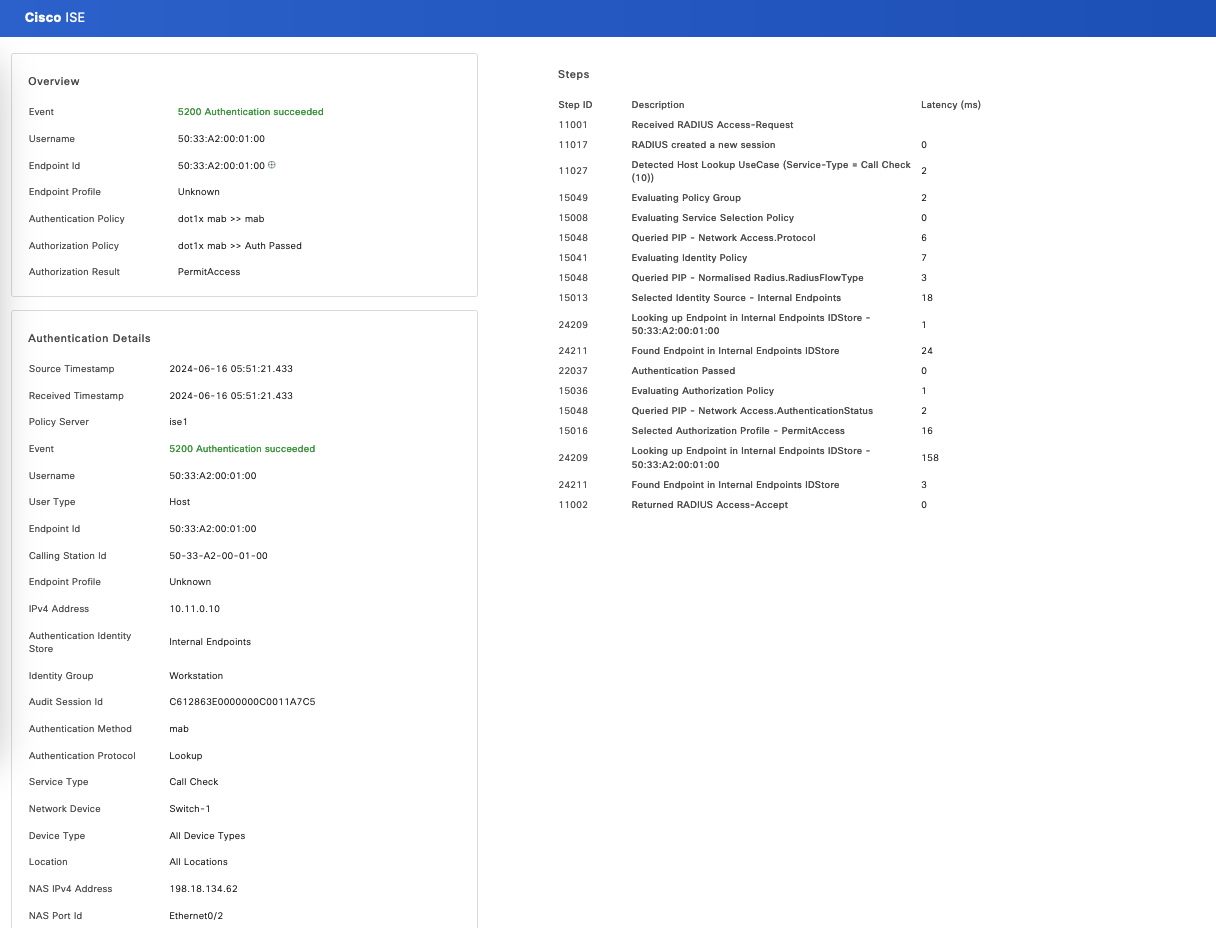 Cisco ISE
Overview
Event 5200 Authentication succeeded
Username 50:33:A2:00:01:00
Endpoint Id 50:33:A2:00:01:00
Endpoint Profile Unknown
Authentication Policy dot1x mab >> mab
Authorization Policy dot1x mab >> Auth Passed
Authorization Result PermitAccess
Authentication Details
Source Timestamp 2024-06-16 05:51:21.433
Received Timestamp 2024-06-16 05:51:21.433
Policy Server ise1
Event 5200 Authentication succeeded
Username 50:33:A2:00:01:00
User Type Host
Endpoint Id 50:33:A2:00:01:00
Calling Station Id 50-33-A2-00-01-00
Endpoint Profile Unknown
IPv4 Address 10.11.0.10
Authentication Identity
Store Internal Endpoints
Identity Group Workstation
Audit Session Id C612863E0000000C0011A7C5
Authentication Method mab
Authentication Protocol Lookup
Service Type Call Check
Network Device Switch-1
Device Type All Device Types
Location All Locations
NAS IPv4 Address 198.18.134.62
NAS Port Id Ethernet0/2
Steps
Step ID Description Latency (ms)
11001 Received RADIUS Access-Request
11017 RADIUS created a new session 0
11027 Detected Host Lookup UseCase (Service-Type = Call Check
(10)) 2
15049 Evaluating Policy Group 2
15008 Evaluating Service Selection Policy 0
15048 Queried PIP - Network Access.Protocol 6
15041 Evaluating Identity Policy 7
15048 Queried PIP - Normalised Radius.RadiusFlowType 3
15013 Selected Identity Source - Internal Endpoints 18
24209 Looking up Endpoint in Internal Endpoints IDStore -
50:33:A2:00:01:00 1
24211 Found Endpoint in Internal Endpoints IDStore 24
22037 Authentication Passed 0
15036 Evaluating Authorization Policy 1
15048 Queried PIP - Network Access.AuthenticationStatus 2
15016 Selected Authorization Profile - PermitAccess 16
24209 Looking up Endpoint in Internal Endpoints IDStore -
50:33:A2:00:01:00 158
24211 Found Endpoint in Internal Endpoints IDStore 3
11002 Returned RADIUS Access-Accept 0